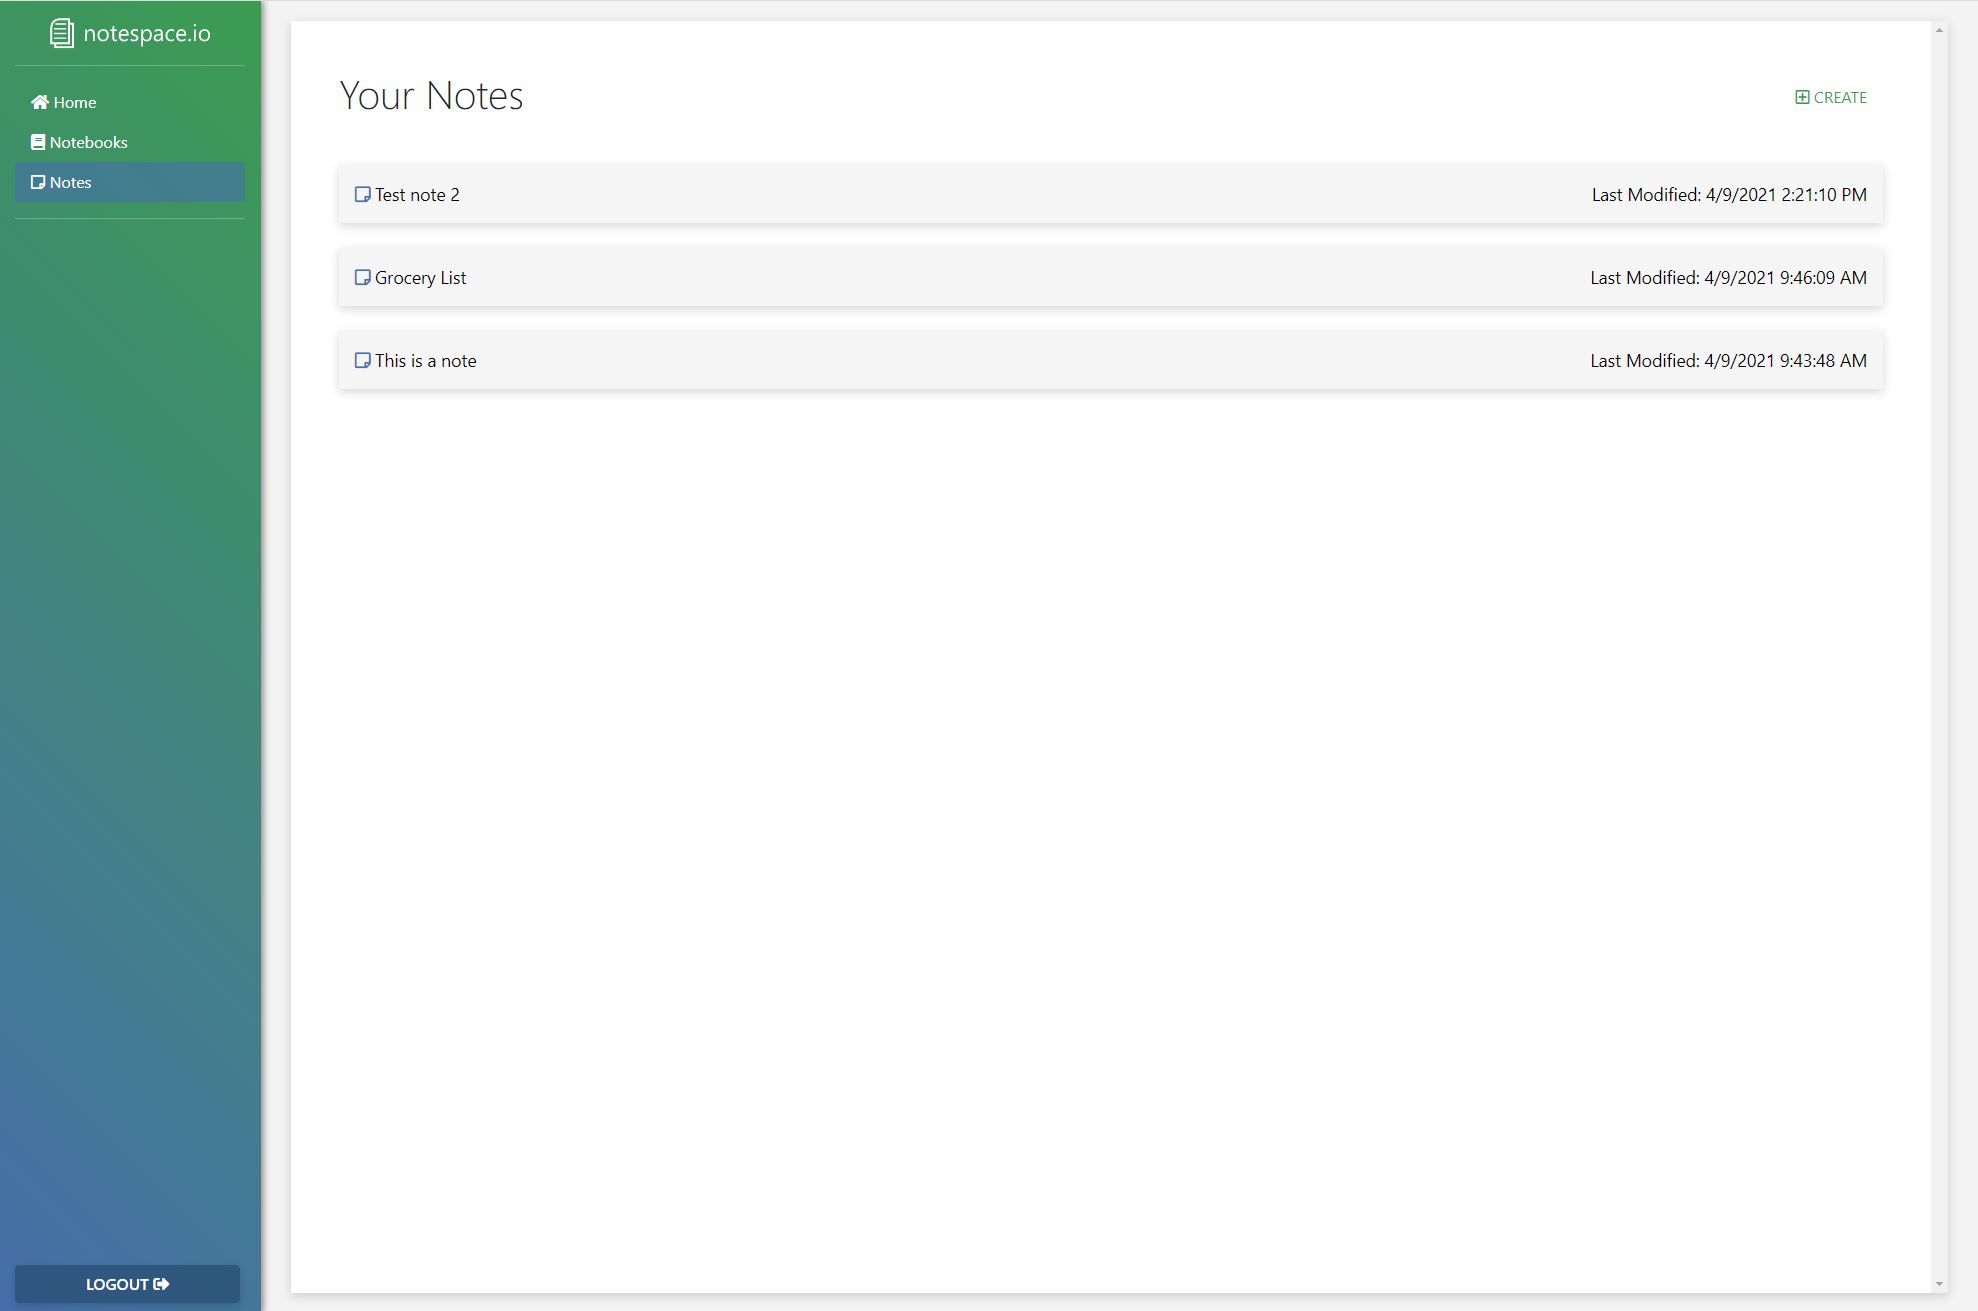 notespace.io
Home
Notebooks
Notes
LOGOUT
Your Notes
CREATE
Test note 2 Last Modified: 4/9/2021 2:21:10 PM
Grocery List Last Modified: 4/9/2021 9:46:09 AM
This is a note Last Modified: 4/9/2021 9:43:48 AM